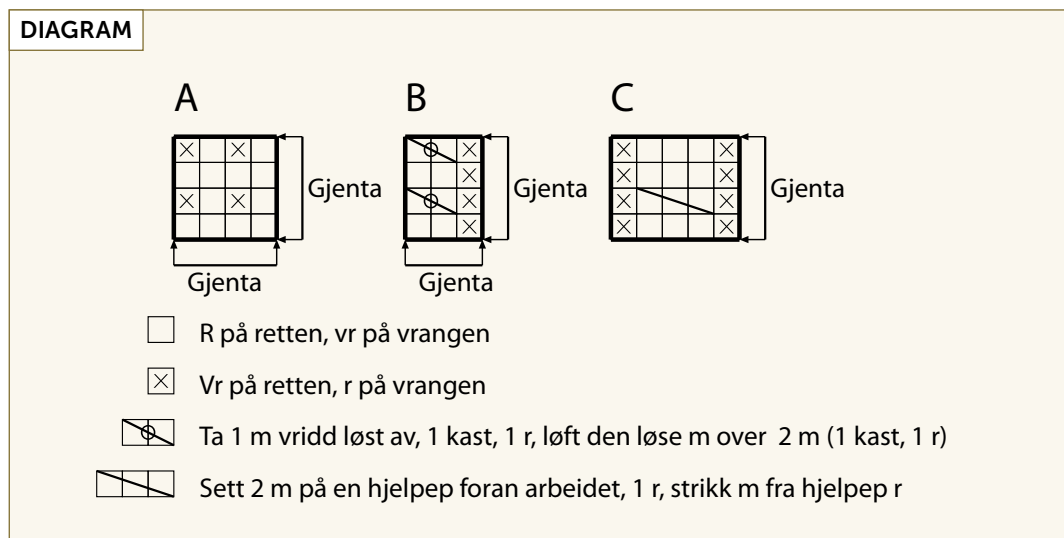 DIAGRAM
A B C
Gjenta Gjenta Gjenta
Gjenta Gjenta
R på retten, vr på vrangen
Vr på retten, r på vrangen
Ta 1 m vridd løst av, 1 kast, 1 r, løft den løse m over 2 m (1 kast, 1 r)
Sett 2 m på en hjelpep foran arbeidet, 1 r, strikk m fra hjelpep r